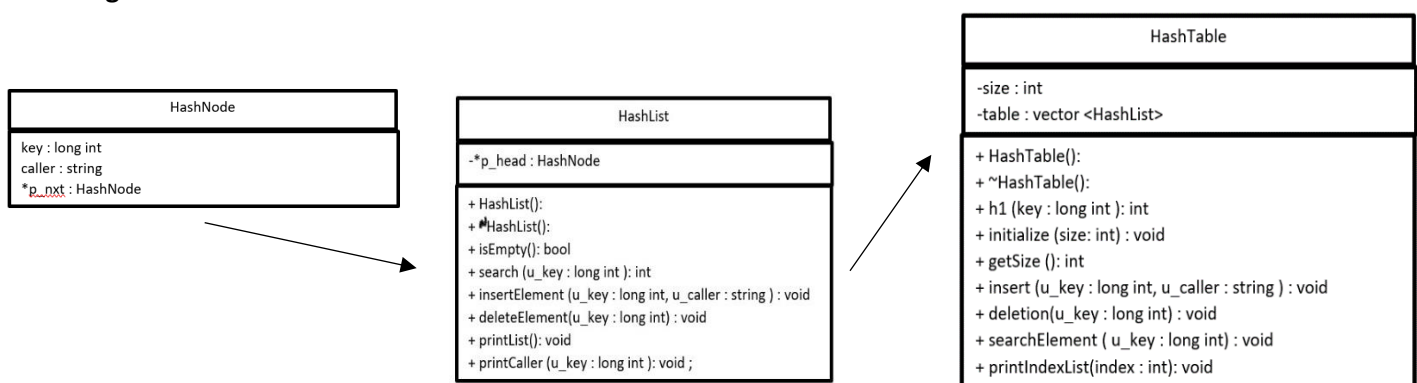 HashNode
key : long int
caller : string
*p_nxt : HashNode
HashList
-*p_head : HashNode
+ HashList():
+ ~HashList():
+ isEmpty(): bool
+ search (u_key : long int ): int
+ insertElement (u_key : long int, u_caller : string ) : void
+ deleteElement(u_key : long int) : void
+ printList(): void
+ printCaller (u_key : long int ): void ;
HashTable
-size : int
-table : vector <HashList>
+ HashTable():
+ ~HashTable():
+ h1 (key : long int ): int
+ initialize (size: int) : void
+ getSize (): int
+ insert (u_key : long int, u_caller : string ) : void
+ deletion(u_key : long int) : void
+ searchElement ( u_key : long int) : void
+ printIndexList(index : int): void